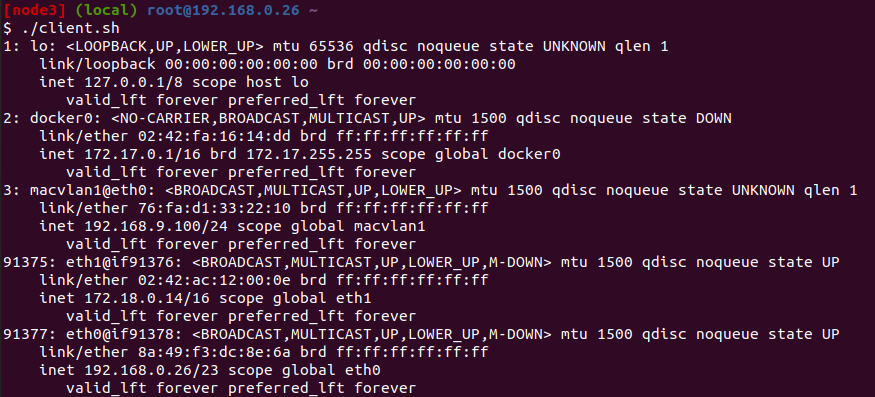 [node3] (local) root@192.168.0.26 ~
$ ./client.sh
1: lo: <LOOPBACK,UP,LOWER_UP> mtu 65536 qdisc noqueue state UNKNOWN qlen 1
    link/loopback 00:00:00:00:00:00 brd 00:00:00:00:00:00
    inet 127.0.0.1/8 scope host lo
       valid_lft forever preferred_lft forever
2: docker0: <NO-CARRIER,BROADCAST,MULTICAST,UP> mtu 1500 qdisc noqueue state DOWN
    link/ether 02:42:fa:16:14:dd brd ff:ff:ff:ff:ff:ff
    inet 172.17.0.1/16 brd 172.17.255.255 scope global docker0
       valid_lft forever preferred_lft forever
3: macvlan1@eth0: <BROADCAST,MULTICAST,UP,LOWER_UP> mtu 1500 qdisc noqueue state UNKNOWN qlen 1
    link/ether 76:fa:d1:33:22:10 brd ff:ff:ff:ff:ff:ff
    inet 192.168.9.100/24 scope global macvlan1
       valid_lft forever preferred_lft forever
91375: eth1@if91376: <BROADCAST,MULTICAST,UP,LOWER_UP,M-DOWN> mtu 1500 qdisc noqueue state UP
    link/ether 02:42:ac:12:00:0e brd ff:ff:ff:ff:ff:ff
    inet 172.18.0.14/16 scope global eth1
       valid_lft forever preferred_lft forever
91377: eth0@if91378: <BROADCAST,MULTICAST,UP,LOWER_UP,M-DOWN> mtu 1500 qdisc noqueue state UP
    link/ether 8a:49:f3:dc:8e:6a brd ff:ff:ff:ff:ff:ff
    inet 192.168.0.26/23 scope global eth0
       valid_lft forever preferred_lft forever